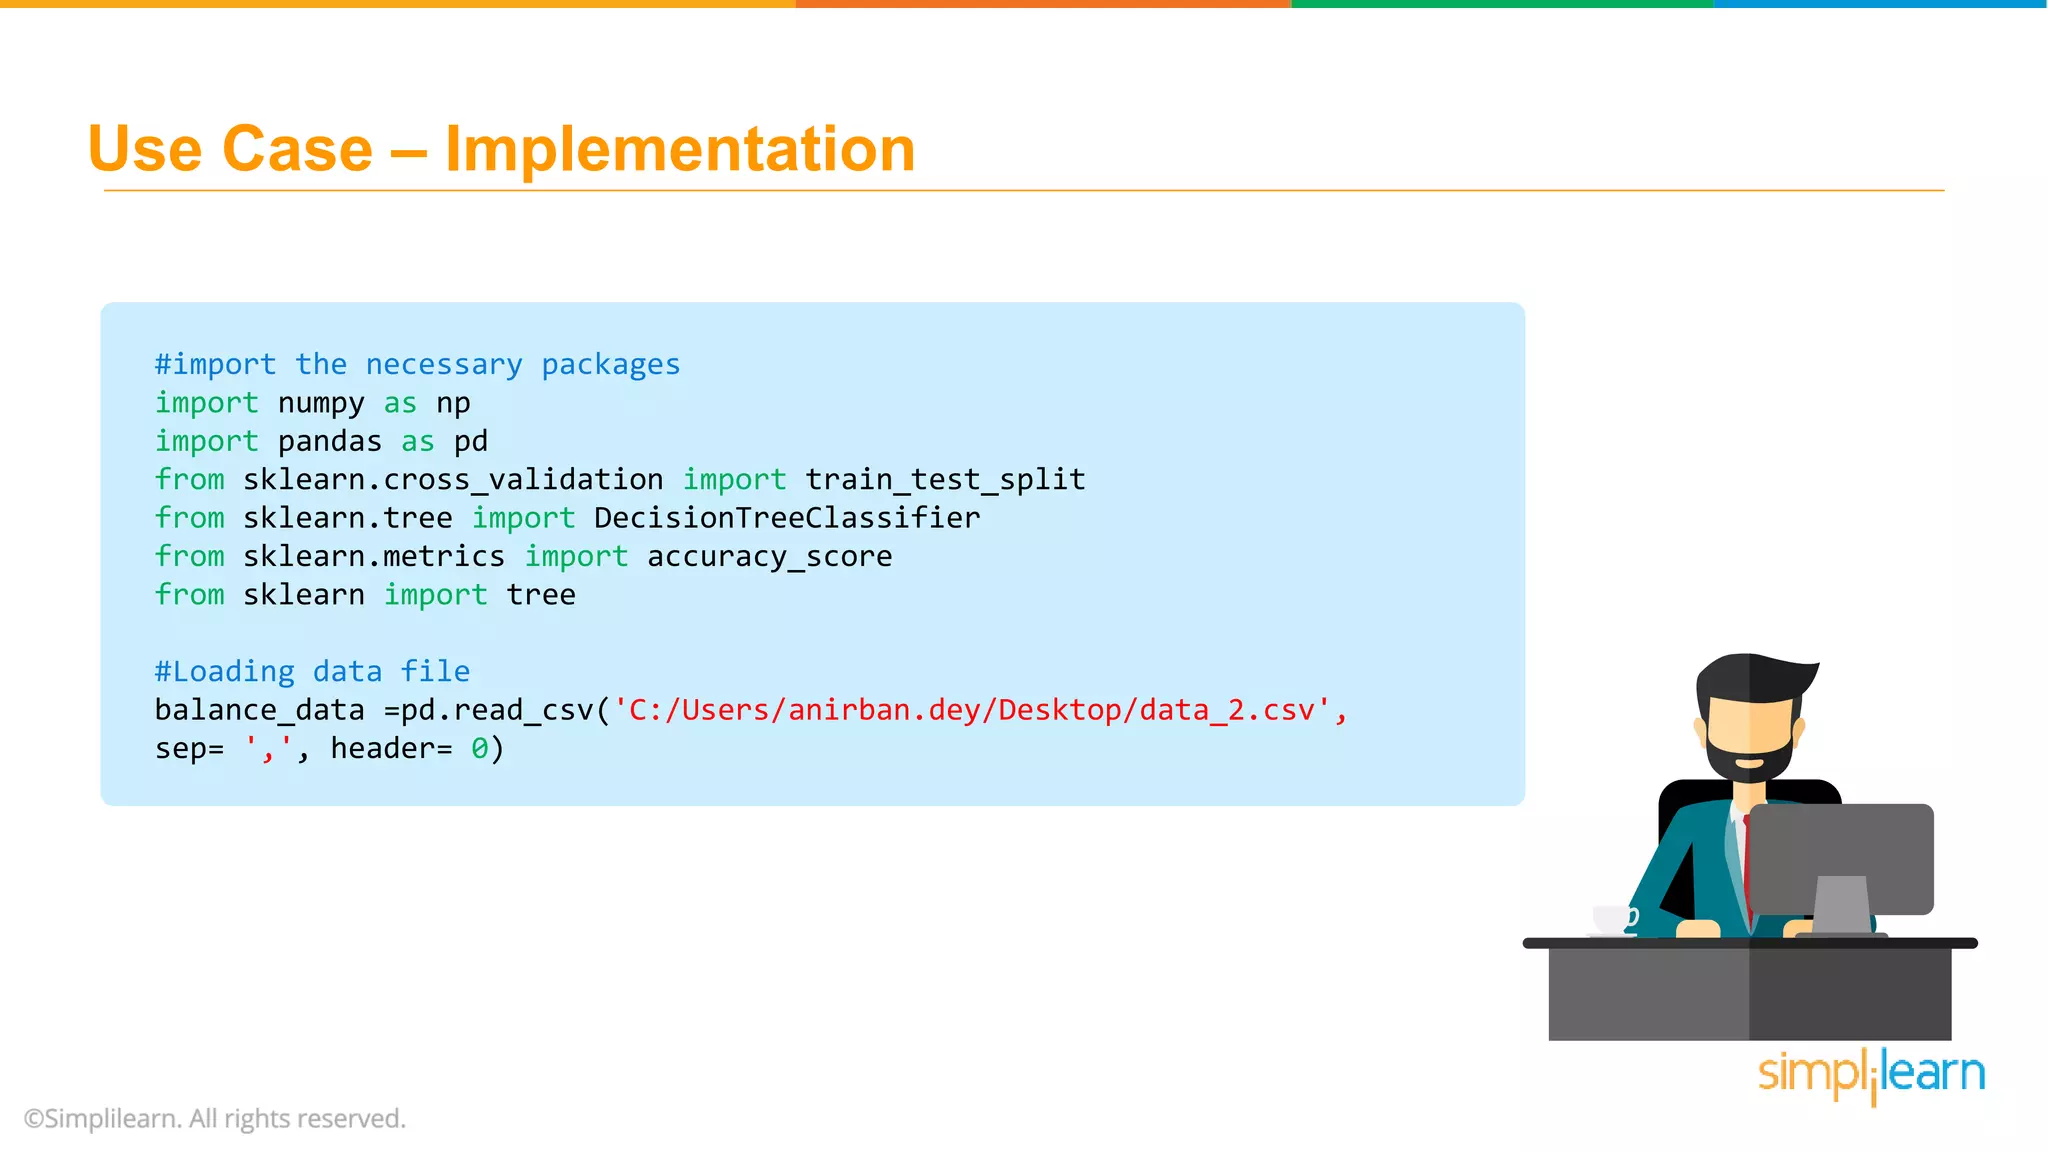 Use Case – Implementation
#import the necessary packages
import numpy as np
import pandas as pd
from sklearn.cross_validation import train_test_split
from sklearn.tree import DecisionTreeClassifier
from sklearn.metrics import accuracy_score
from sklearn import tree
#Loading data file
balance_data =pd.read_csv('C:/Users/anirban.dey/Desktop/data_2.csv',
sep= ',', header= 0)
simplilearn
©Simplilearn. All rights reserved.